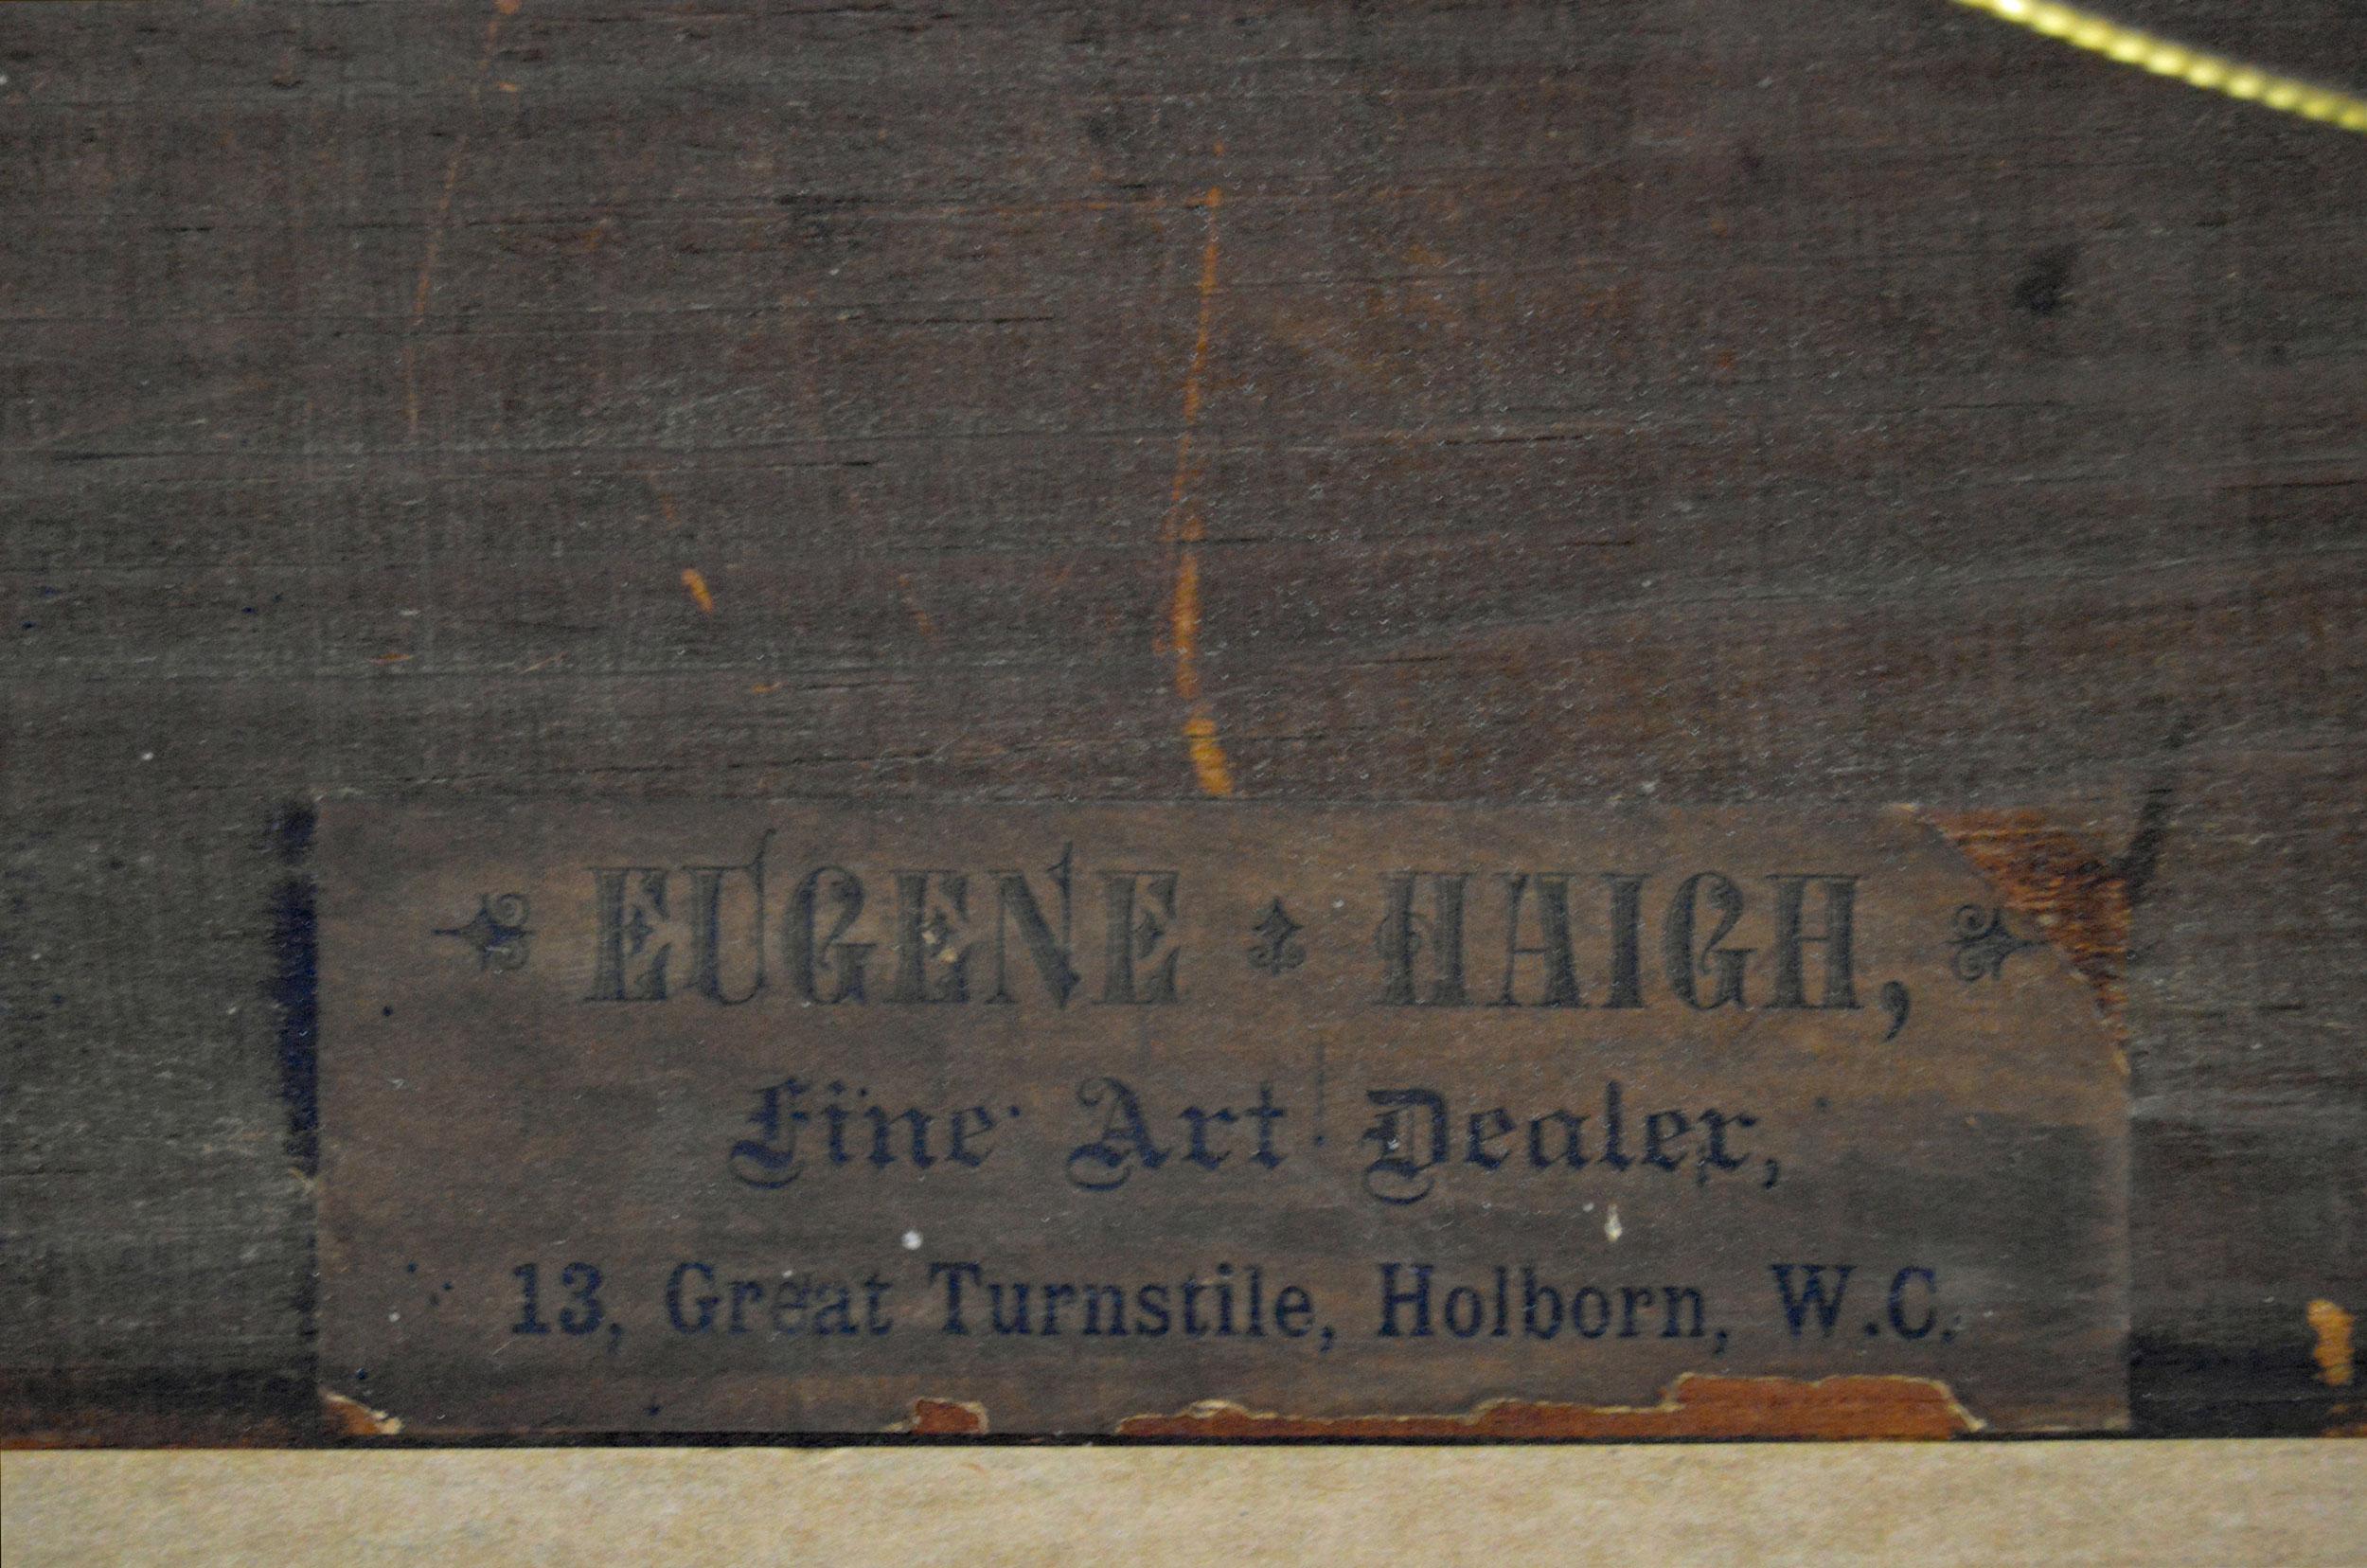 EUGENE HAIGH,
Fine Art Dealer,
13, Great Turnstile, Holborn, W.C.